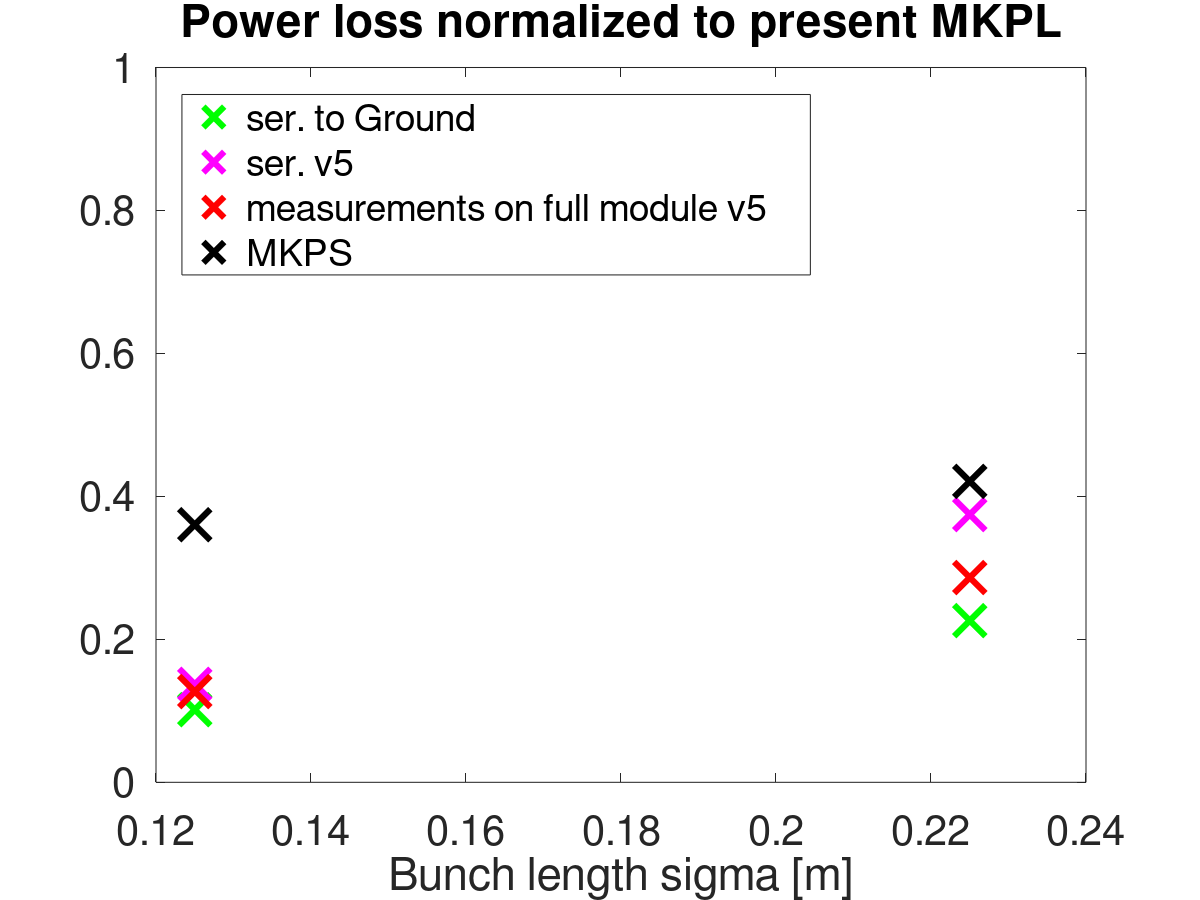 Power loss normalized to present MKPL
1
ser. to Ground
ser. v5
measurements on full module v5
MKPS
0.8
0.6
0.4
0.2
0
0.12 0.14 0.16 0.18 0.2 0.22 0.24
Bunch length sigma [m]